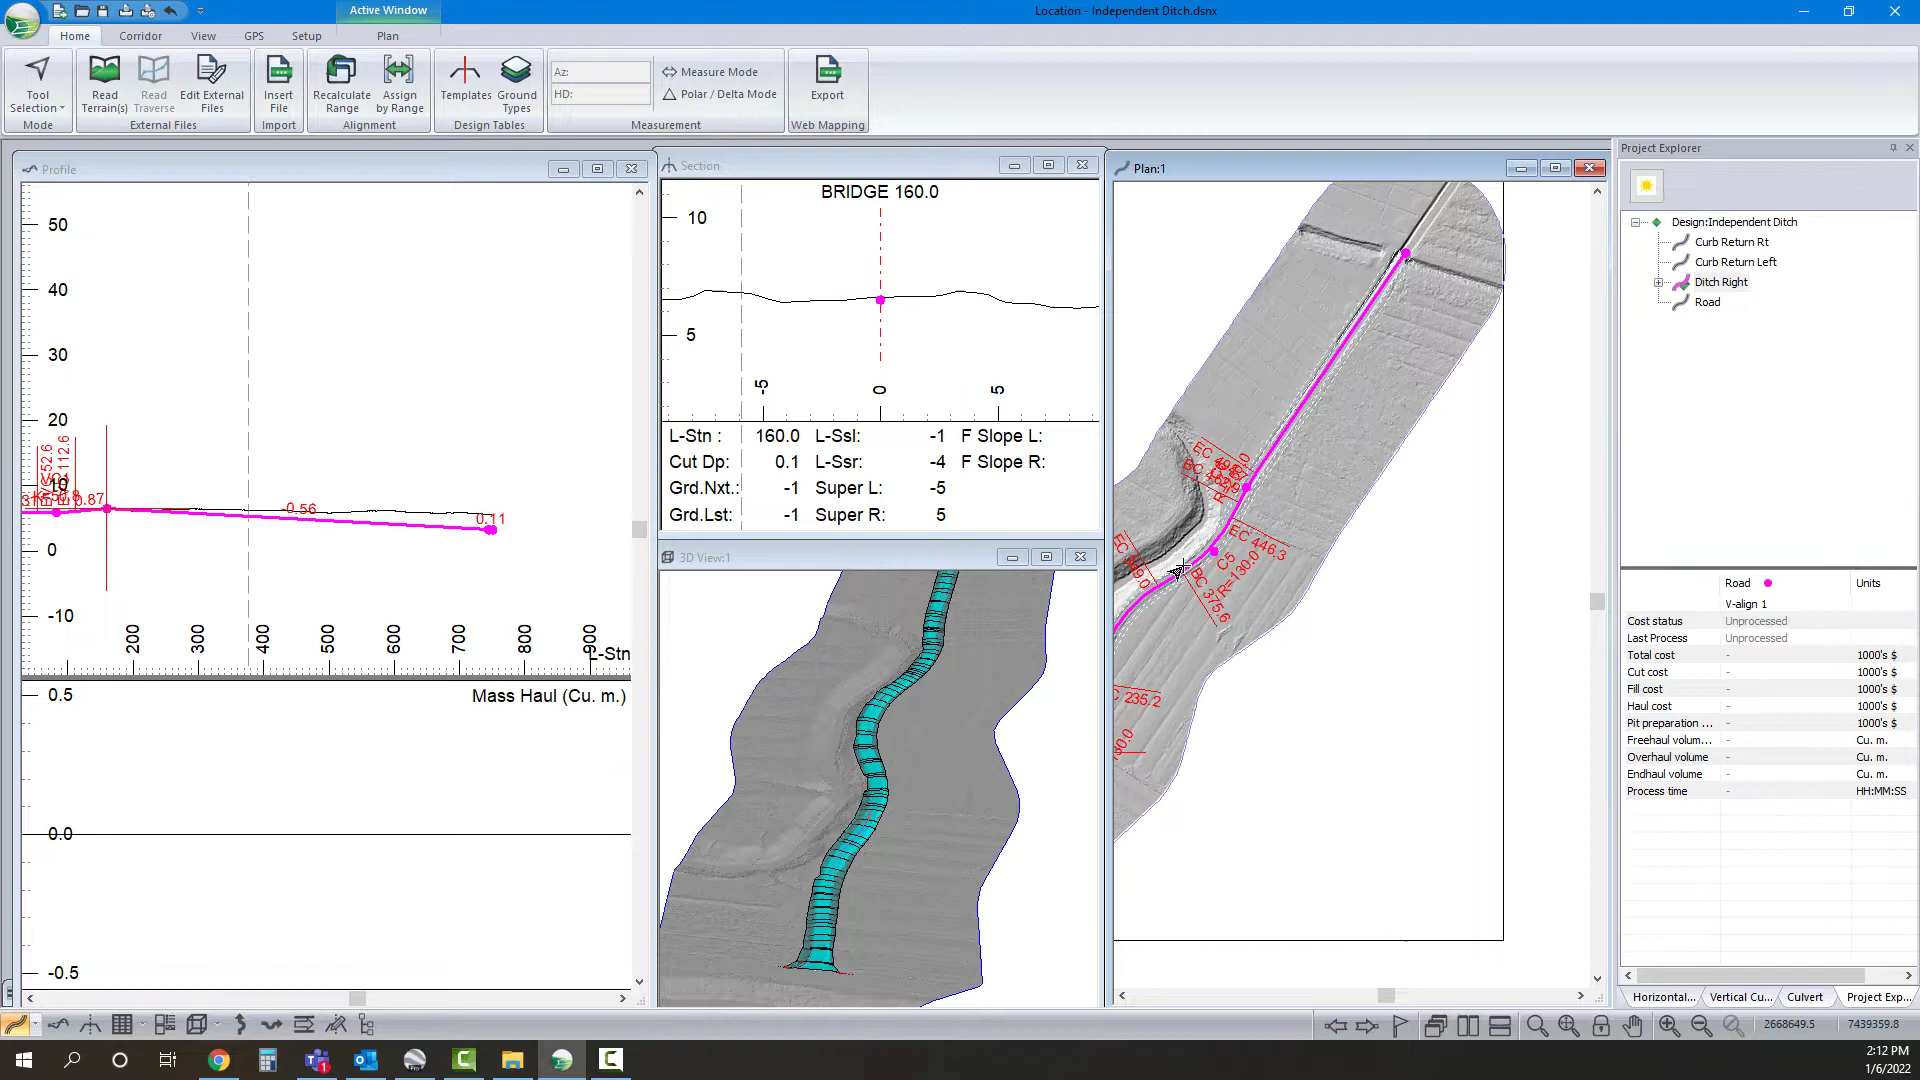 Active Window
Location - Independent Ditch.dsnx
Home
Corridor
View
GPS
Setup
Plan
Tool Selection
Mode
Read Terrain(s)
Read Traverse
Edit External Files
External Files
Insert File
Import
Recalculate Range
Assign by Range
Alignment
Templates
Ground Types
Design Tables
Az:
HD:
Measure Mode
Polar / Delta Mode
Measurement
Export
Web Mapping
Profile
50
40
30
20
10
0
-10
0.87
-0.56
0.11
200
300
400
500
600
700
800
900
L-Stn
0.5
Mass Haul (Cu. m.)
0.0
-0.5
Section
BRIDGE 160.0
10
5
-5
0
5
L-Stn : 160.0 L-Ssl: -1 F Slope L:
Cut Dp: 0.1 L-Ssr: -4 F Slope R:
Grd.Nxt.: -1 Super L: -5
Grd.Lst: -1 Super R: 5
3D View:1
Plan:1
EC 446.3
C5
R=130.0
BC 375.6
C 235.2
Project Explorer
Design:Independent Ditch
Curb Return Rt
Curb Return Left
Ditch Right
Road
Road Units
V-align 1
Cost status Unprocessed
Last Process Unprocessed
Total cost - 1000's $
Cut cost - 1000's $
Fill cost - 1000's $
Haul cost - 1000's $
Pit preparation ... - 1000's $
Freehaul volum... - Cu. m.
Overhaul volume - Cu. m.
Endhaul volume - Cu. m.
Process time - HH:MM:SS
Horizontal...
Vertical Cu...
Culvert
Project Exp...
2668649.5
7439359.8
2:12 PM
1/6/2022